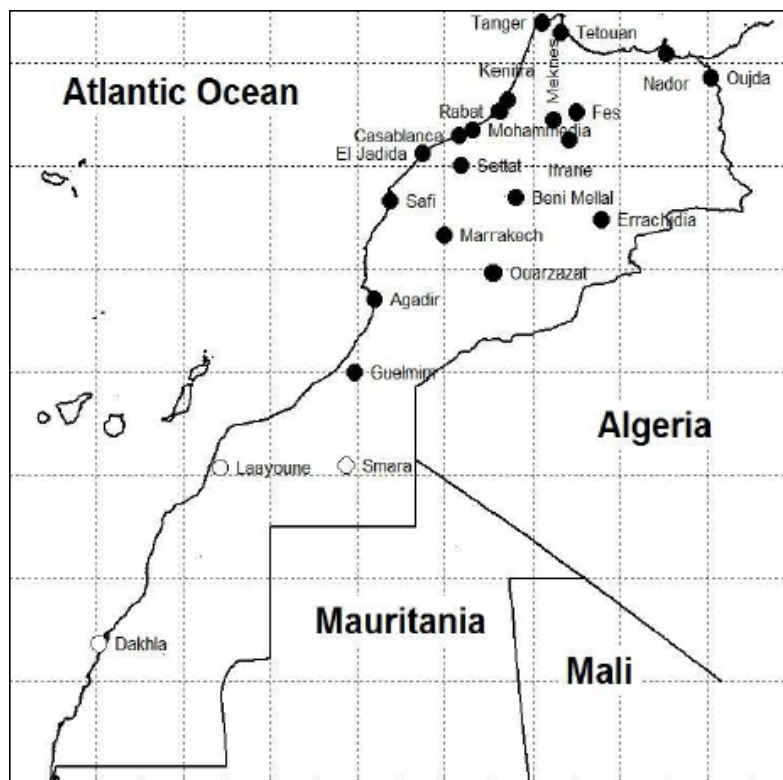 Tanger
Tetouan
Meknes
Kenitra
Nador
Oujda
Atlantic Ocean
Rabat
Fes
Casablanca
Mohammedia
El Jadida
Settat
Ifrane
Safi
Beni Mellal
Errachidia
Marrakech
Ouarzazat
Agadir
Guelmim
Algeria
Laayoune
Smara
Mauritania
Dakhla
Mali